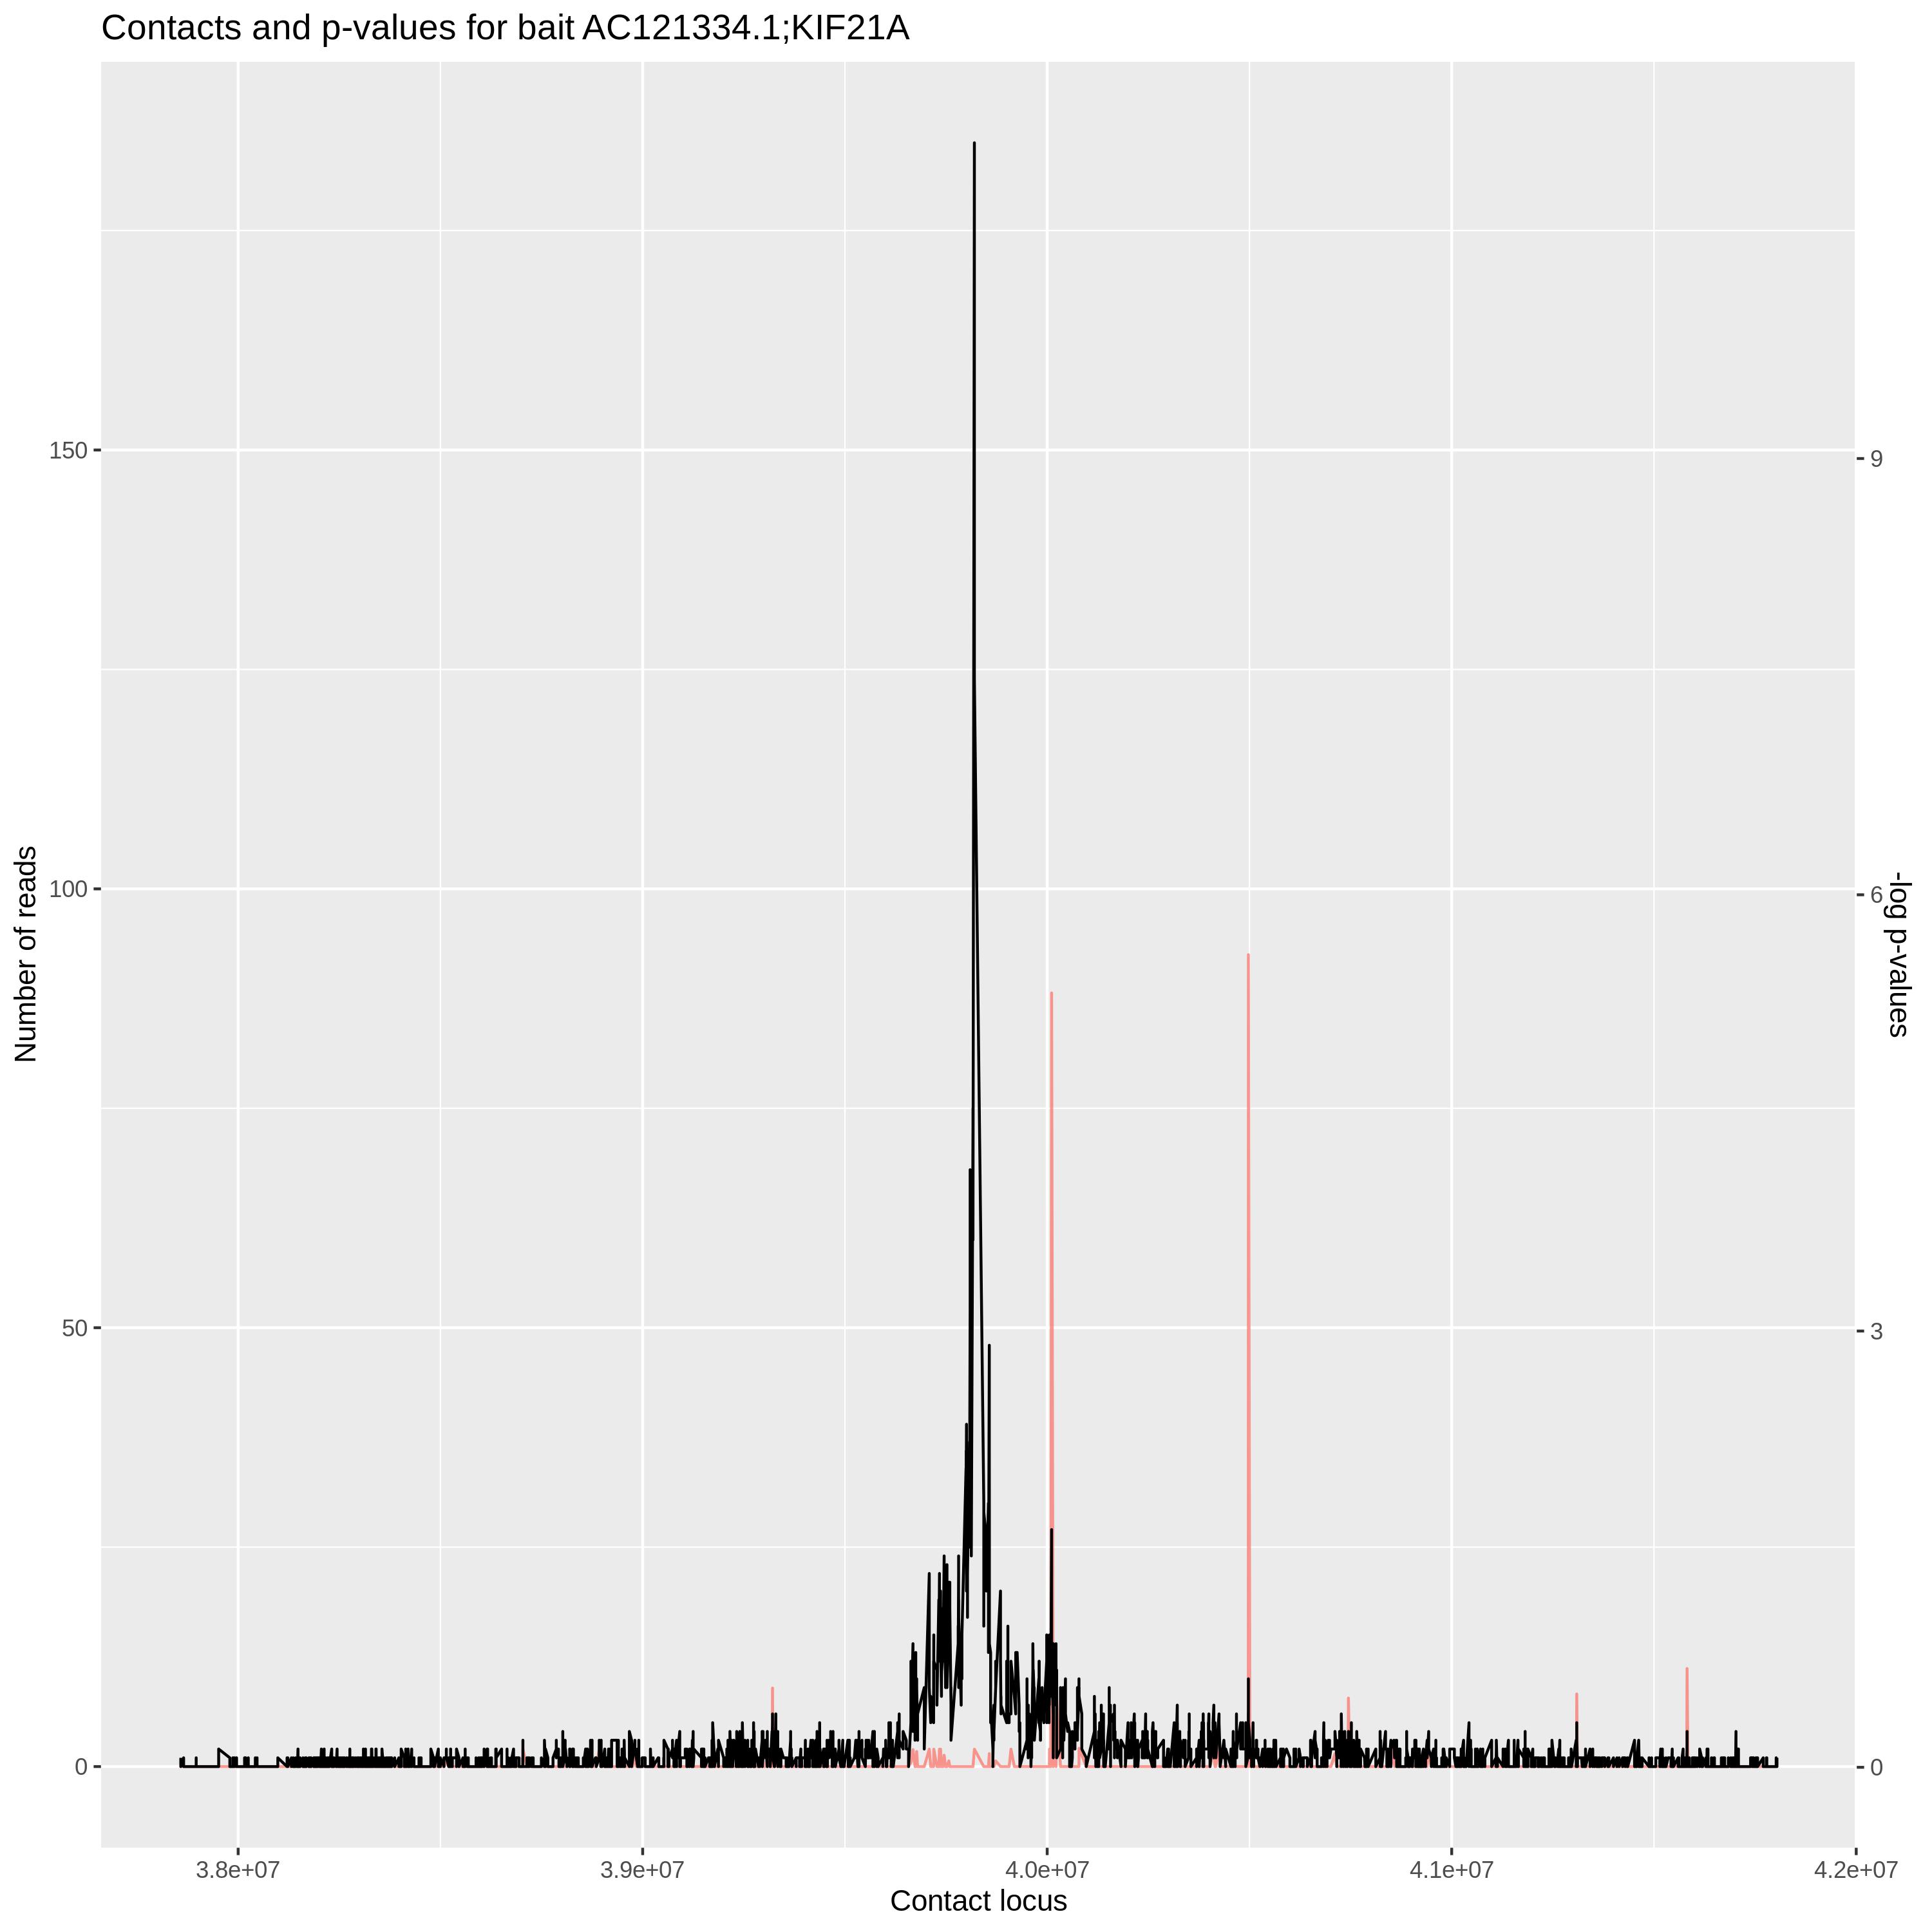 Contacts and p-values for bait AC121334.1;KIF21A
Number of reads
150
100
50
0
9
6
3
0
-log p-values
3.8e+07
3.9e+07
4.0e+07
4.1e+07
4.2e+07
Contact locus